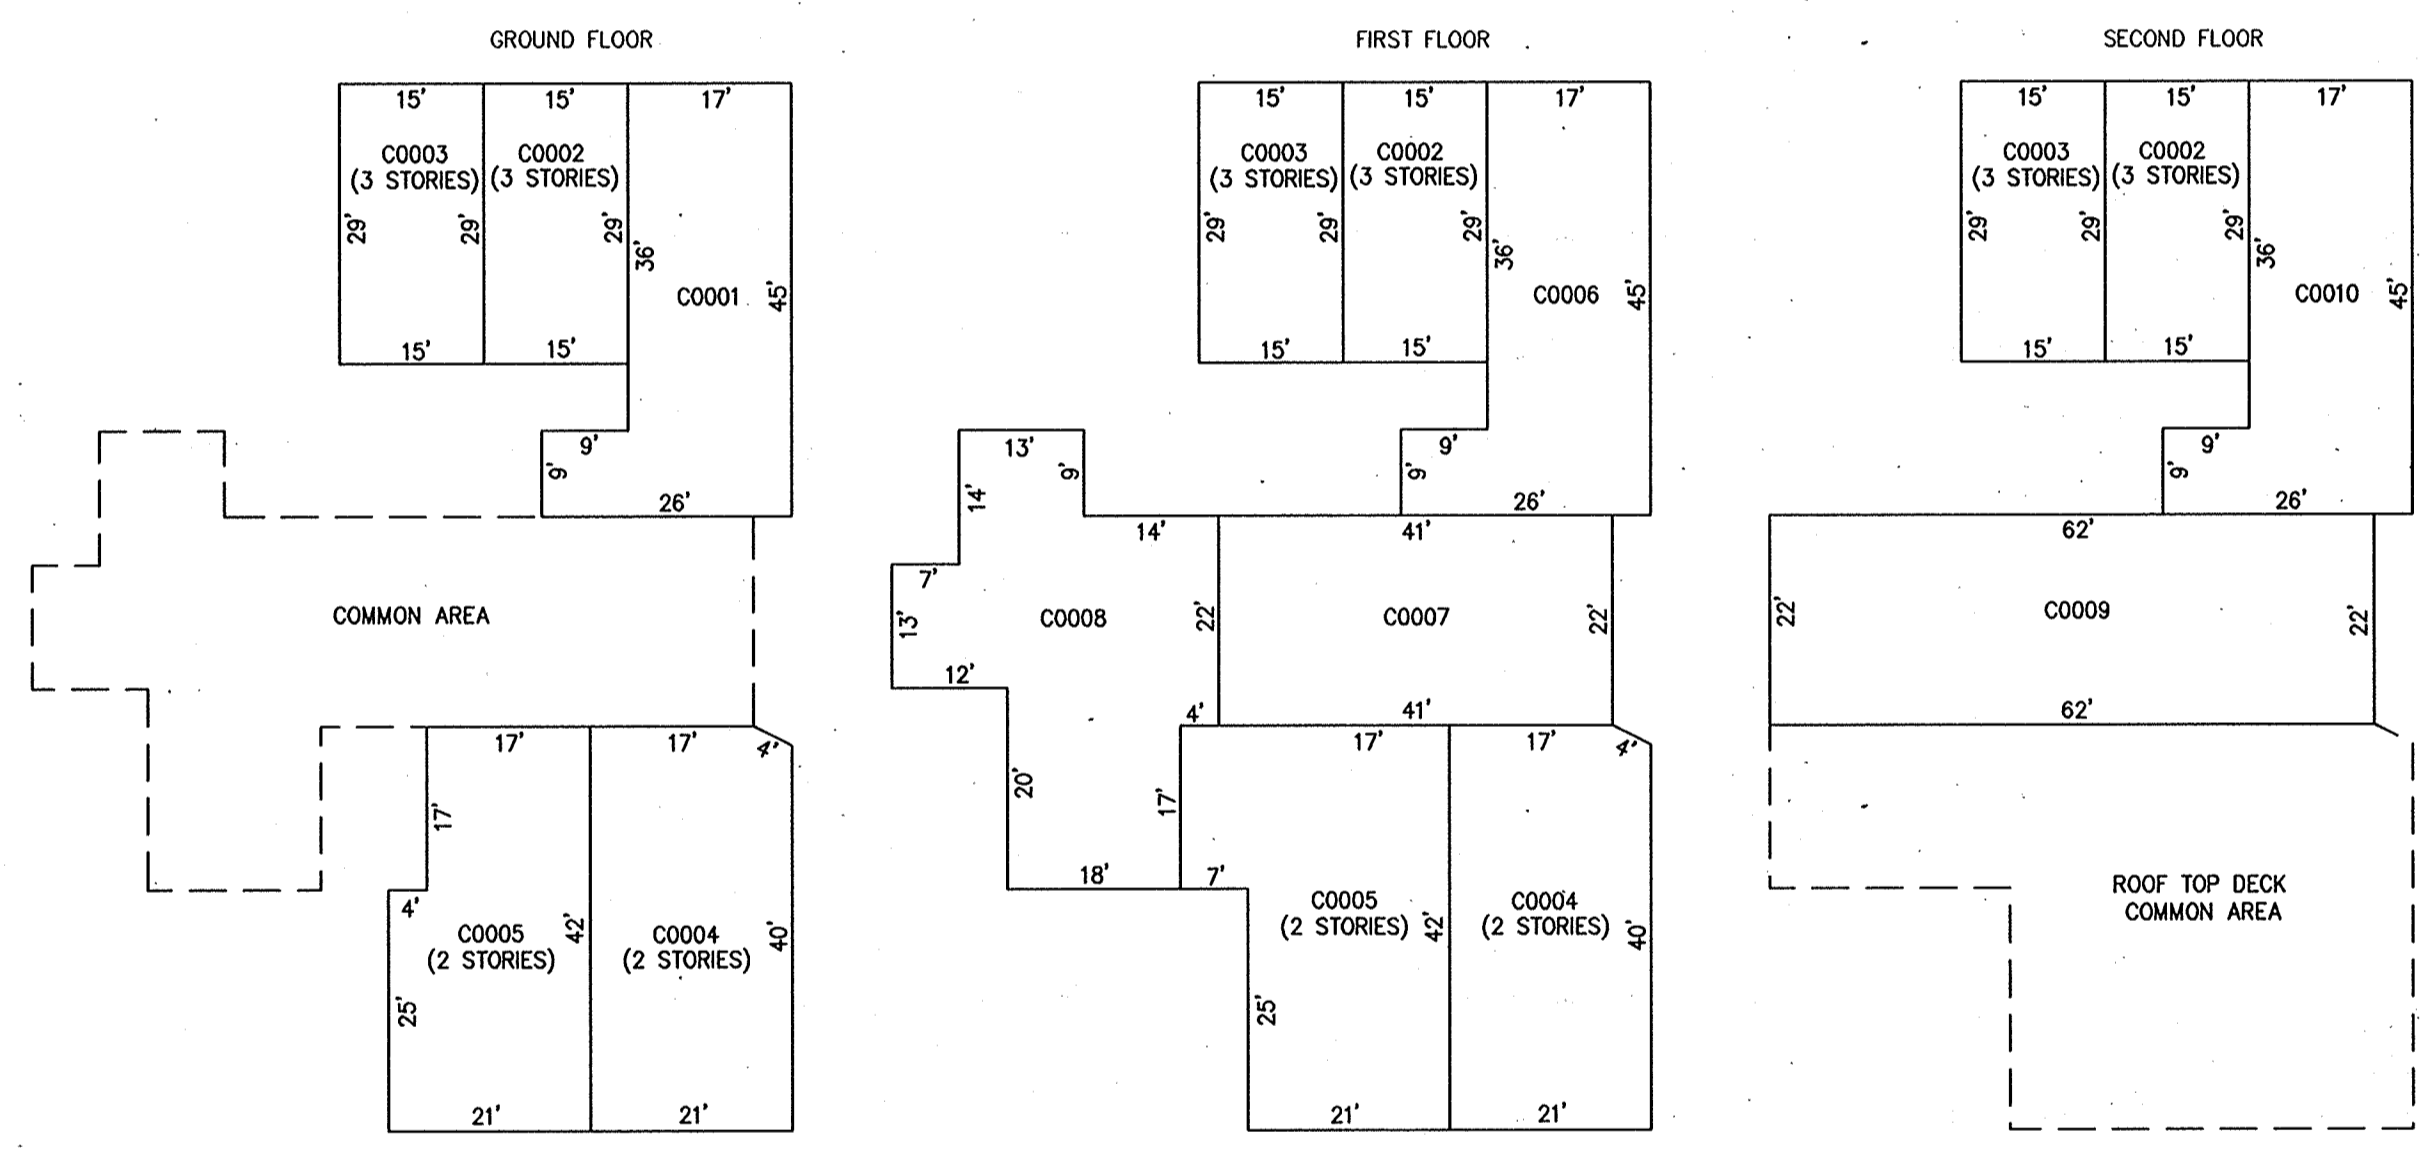 GROUND FLOOR
15' 15' 17'
C0003 C0002
(3 STORIES) (3 STORIES)
29' 29' 29'
36'
C0001 45'
15' 15'
9'
9'
26'
COMMON AREA
17' 17' 4'
17'
4'
C0005 42' C0004 40'
(2 STORIES) (2 STORIES)
25'
21' 21'
FIRST FLOOR
15' 15' 17'
C0003 C0002
(3 STORIES) (3 STORIES)
29' 29' 29'
36'
C0006 45'
15' 15'
13' 9' 9'
14' 9'
26'
14' 41'
7'
13' C0008 22' C0007 22'
12'
4' 41'
17' 17' 4'
20' 17'
18' 7'
C0005 42' C0004 40'
(2 STORIES) (2 STORIES)
25'
21' 21'
SECOND FLOOR
15' 15' 17'
C0003 C0002
(3 STORIES) (3 STORIES)
29' 29' 29'
36'
C0010 45'
15' 15'
9'
9'
26'
62'
22' C0009 22'
62'
ROOF TOP DECK
COMMON AREA